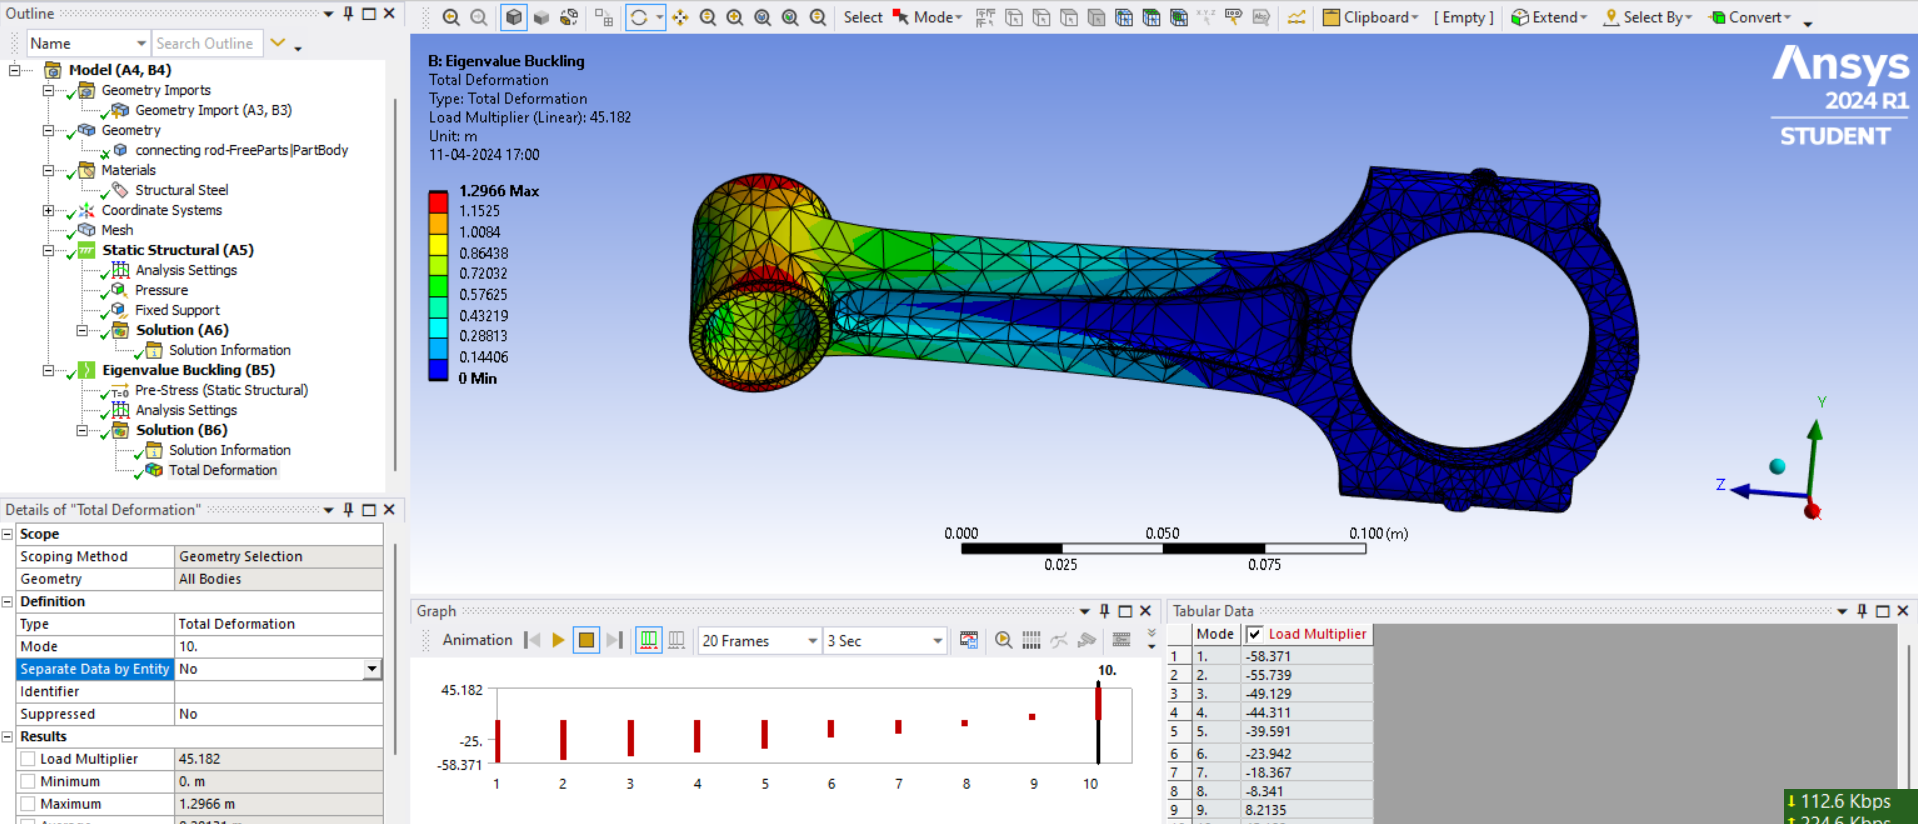 Outline
Name
Search Outline
Model (A4, B4)
Geometry Imports
Geometry Import (A3, B3)
Geometry
connecting rod-FreeParts|PartBody
Materials
Structural Steel
Coordinate Systems
Mesh
Static Structural (A5)
Analysis Settings
Pressure
Fixed Support
Solution (A6)
Solution Information
Eigenvalue Buckling (B5)
T=0 Pre-Stress (Static Structural)
Analysis Settings
Solution (B6)
Solution Information
Total Deformation
Details of "Total Deformation"
Scope
Scoping Method Geometry Selection
Geometry All Bodies
Definition
Type Total Deformation
Mode 10.
Separate Data by Entity No
Identifier
Suppressed No
Results
Load Multiplier 45.182
Minimum 0. m
Maximum 1.2966 m
Select Mode Clipboard [ Empty ] Extend Select By Convert
B: Eigenvalue Buckling
Total Deformation
Type: Total Deformation
Load Multiplier (Linear): 45.182
Unit: m
11-04-2024 17:00
1.2966 Max
1.1525
1.0084
0.86438
0.72032
0.57625
0.43219
0.28813
0.14406
0 Min
Ansys
2024 R1
STUDENT
Y
Z
X
0.000 0.050 0.100 (m)
0.025 0.075
Graph
Animation 20 Frames 3 Sec
10.
45.182
-25.
-58.371
1 2 3 4 5 6 7 8 9 10
Tabular Data
Mode Load Multiplier
1 1. -58.371
2 2. -55.739
3 3. -49.129
4 4. -44.311
5 5. -39.591
6 6. -23.942
7 7. -18.367
8 8. -8.341
9 9. 8.2135
112.6 Kbps
224.6 Kbps